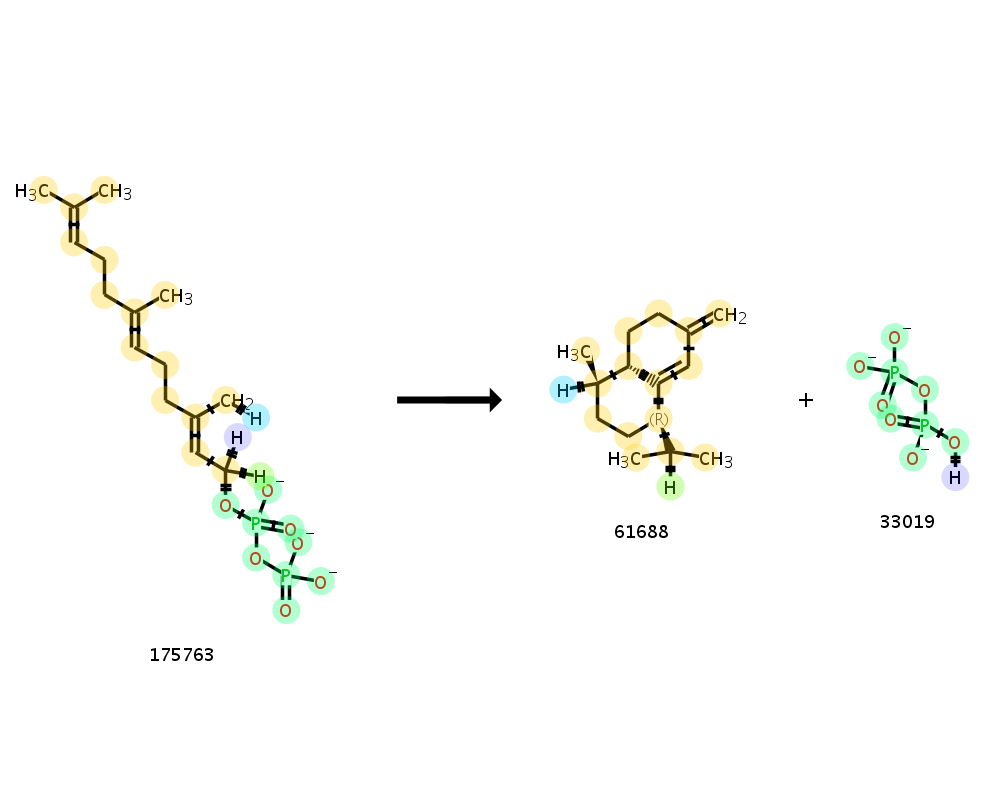 H₃C CH₃
CH₃
CH₂
H
H
H
O⁻
O P O O⁻
O P O⁻
O
175763
H₃C
H
CH₂
(R)
H₃C CH₃
H
61688
+
O⁻
O⁻ P O
O O P O
O⁻ H
33019